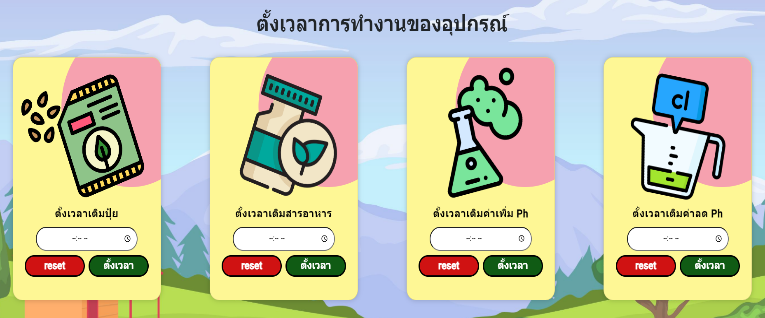 ตั้งเวลาการทำงานของอุปกรณ์
ตั้งเวลาเติมปุ๋ย
--:-- --
reset ตั้งเวลา
ตั้งเวลาเติมสารอาหาร
--:-- --
reset ตั้งเวลา
ตั้งเวลาเติมค่าเพิ่ม Ph
--:-- --
reset ตั้งเวลา
cl
ตั้งเวลาเติมค่าลด Ph
--:-- --
reset ตั้งเวลา